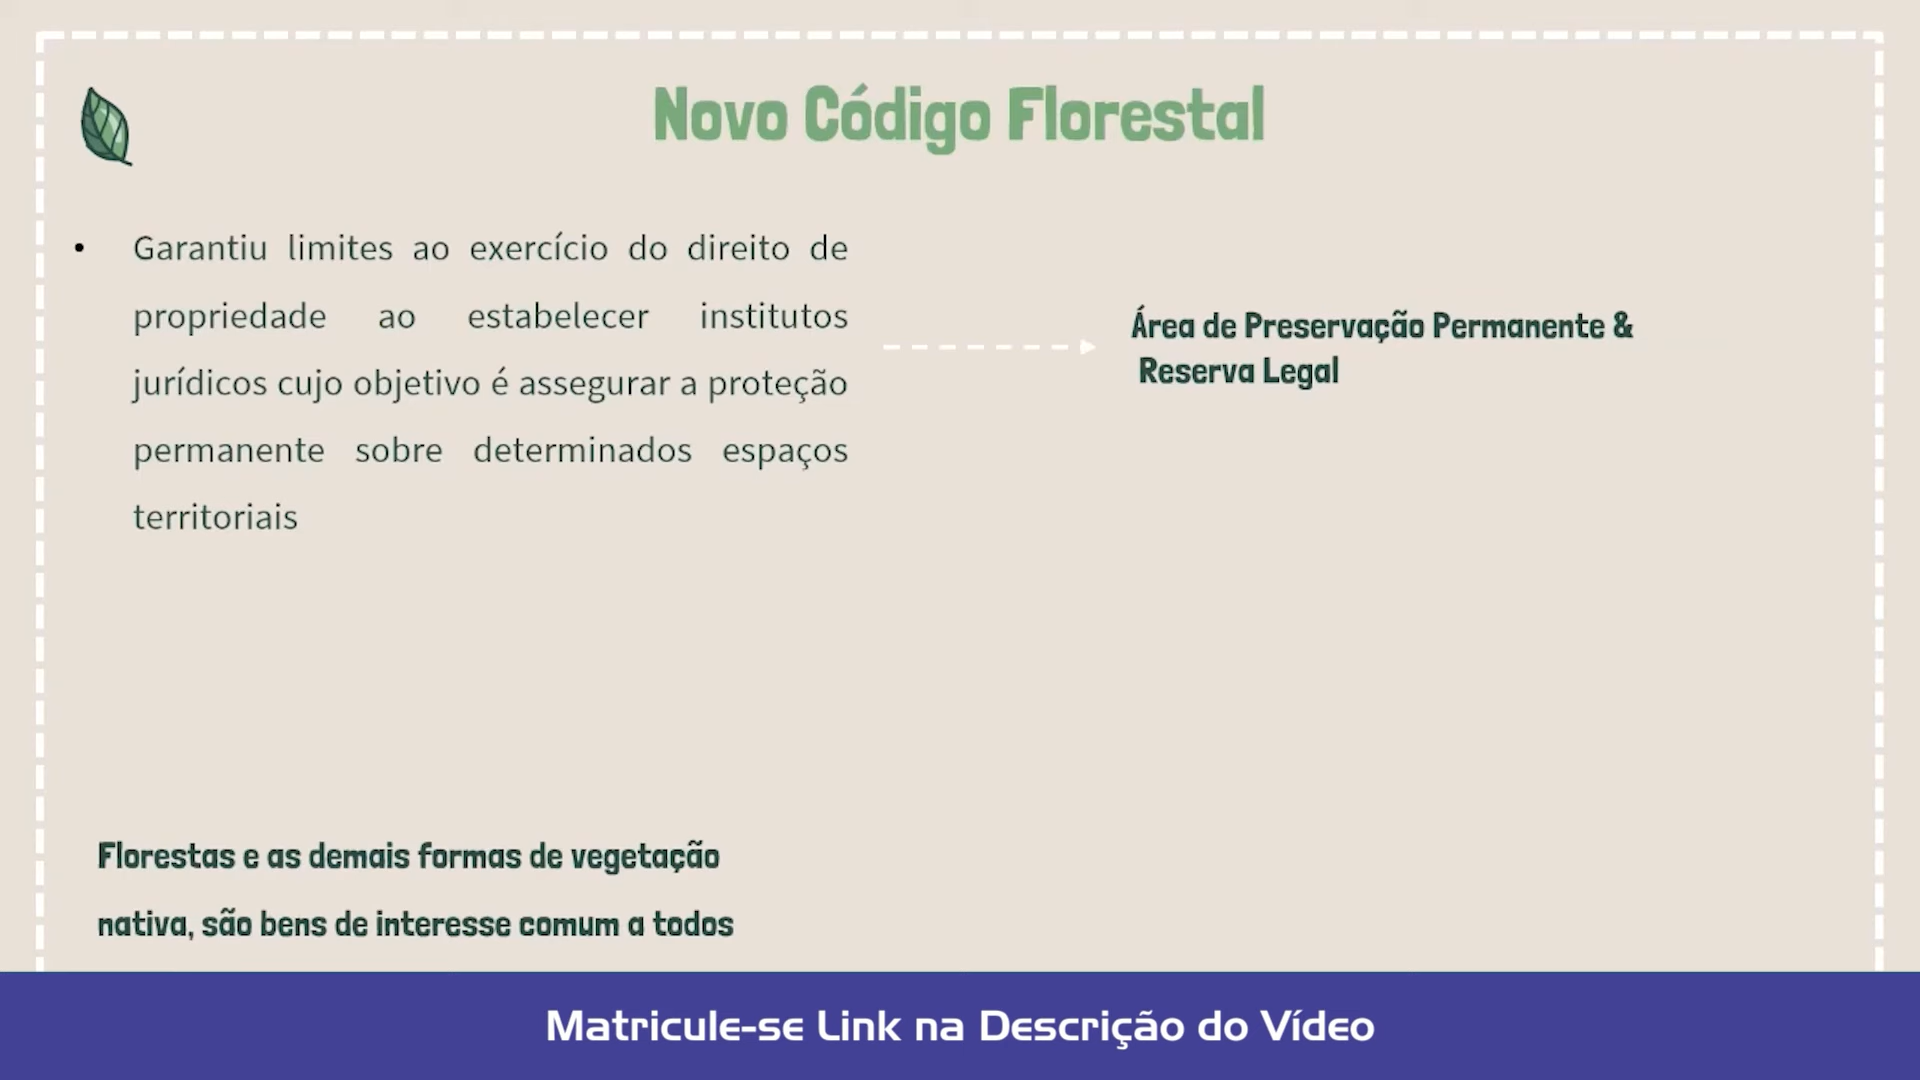 Novo Código Florestal
• Garantiu limites ao exercício do direito de
propriedade ao estabelecer institutos
jurídicos cujo objetivo é assegurar a proteção
permanente sobre determinados espaços
territoriais
Área de Preservação Permanente &
Reserva Legal
Florestas e as demais formas de vegetação
nativa, são bens de interesse comum a todos
Matricule-se Link na Descrição do Vídeo